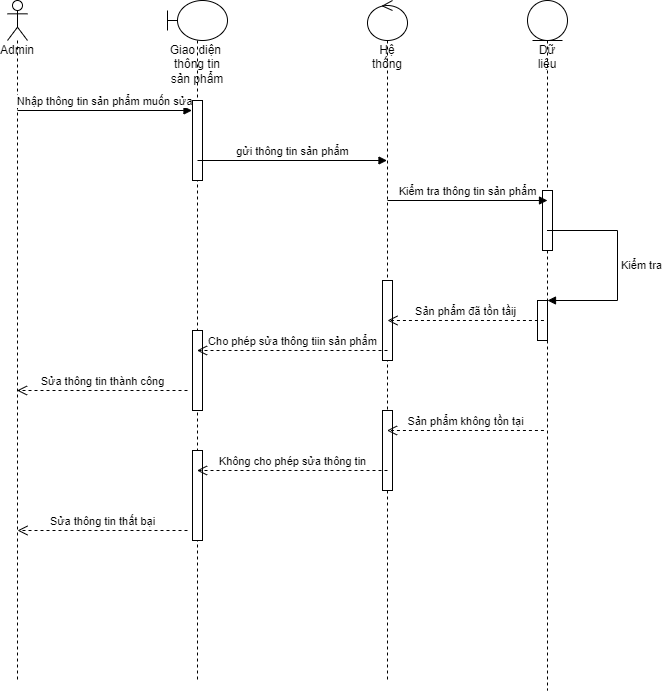 Admin
Giao diện
thông tin
sản phẩm
Hệ
thống
Dữ
liệu
Nhập thông tin sản phẩm muốn sửa
gửi thông tin sản phẩm
Kiểm tra thông tin sản phẩm
Kiểm tra
Sản phẩm đã tồn tầij
Cho phép sửa thông tiin sản phẩm
Sửa thông tin thành công
Sản phẩm không tồn tại
Không cho phép sửa thông tin
Sửa thông tin thất bại